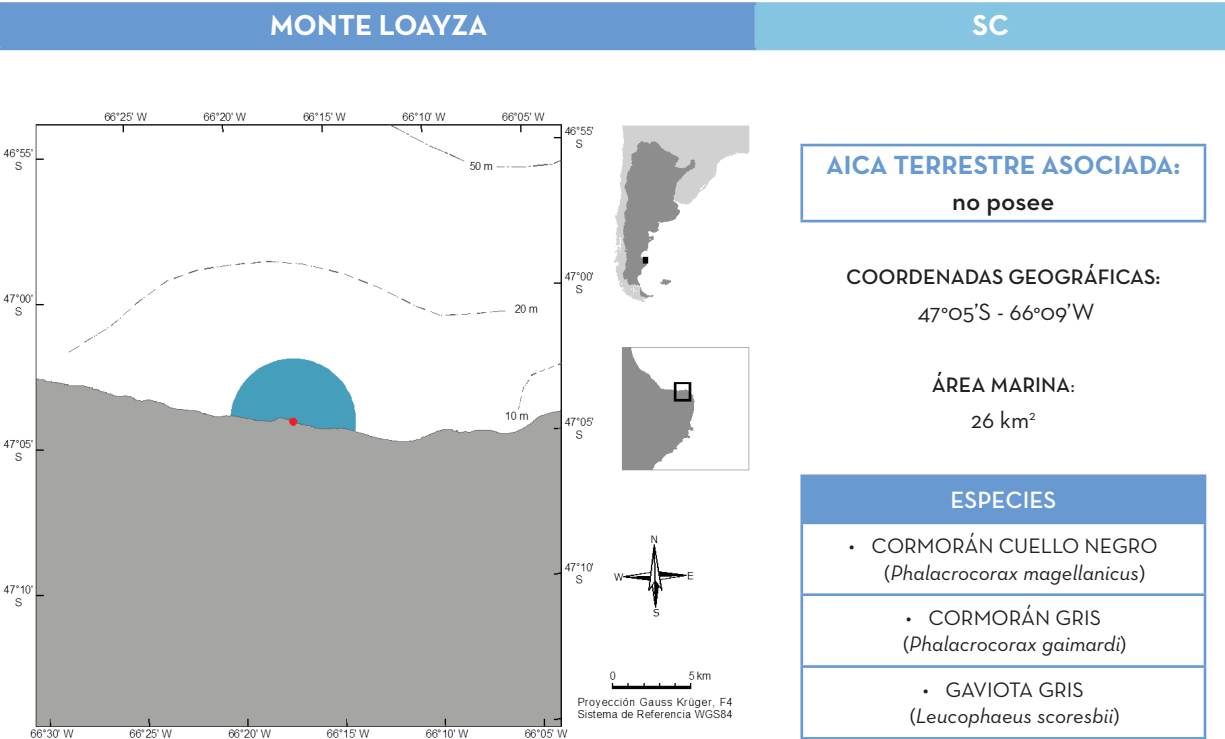 MONTE LOAYZA
SC
66°25' W 66°20' W 66°15' W 66°10' W 66°05' W
46°55'
S
46°55'
S
50 m
47°00'
S
47°00'
S
20 m
10 m
47°05'
S
47°05'
S
47°10'
S
47°10'
S
66°30' W 66°25' W 66°20' W 66°15' W 66°10' W 66°05' W
N
W
E
S
0 5 km
Proyección Gauss Krüger, F4
Sistema de Referencia WGS84
AICA TERRESTRE ASOCIADA:
no posee
COORDENADAS GEOGRÁFICAS:
47°05'S - 66°09'W
ÁREA MARINA:
26 km²
ESPECIES
• CORMORÁN CUELLO NEGRO
(Phalacrocorax magellanicus)
• CORMORÁN GRIS
(Phalacrocorax gaimardi)
• GAVIOTA GRIS
(Leucophaeus scoresbii)